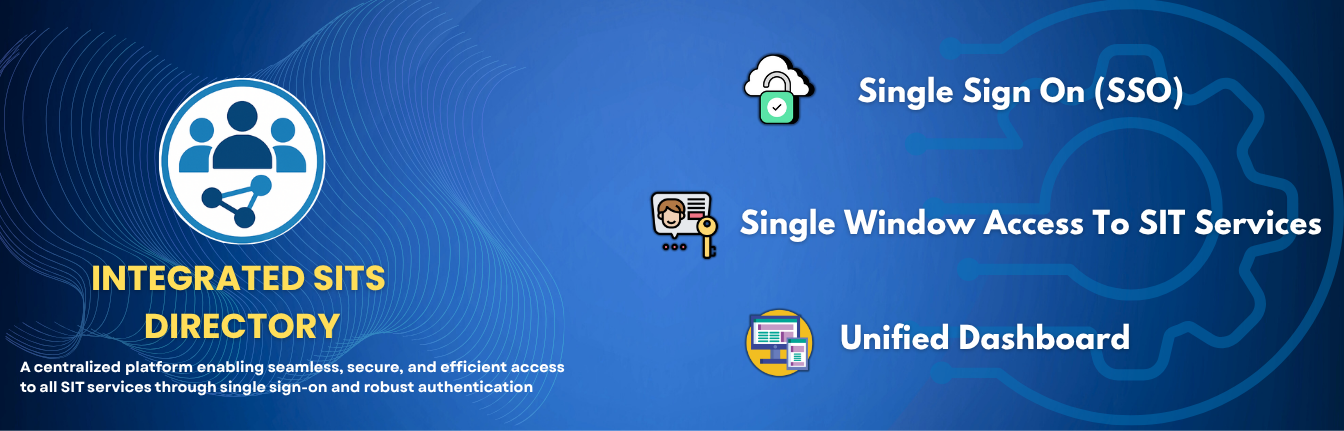 INTEGRATED SITS
DIRECTORY
A centralized platform enabling seamless, secure, and efficient access
to all SIT services through single sign-on and robust authentication
Single Sign On (SSO)
Single Window Access To SIT Services
Unified Dashboard